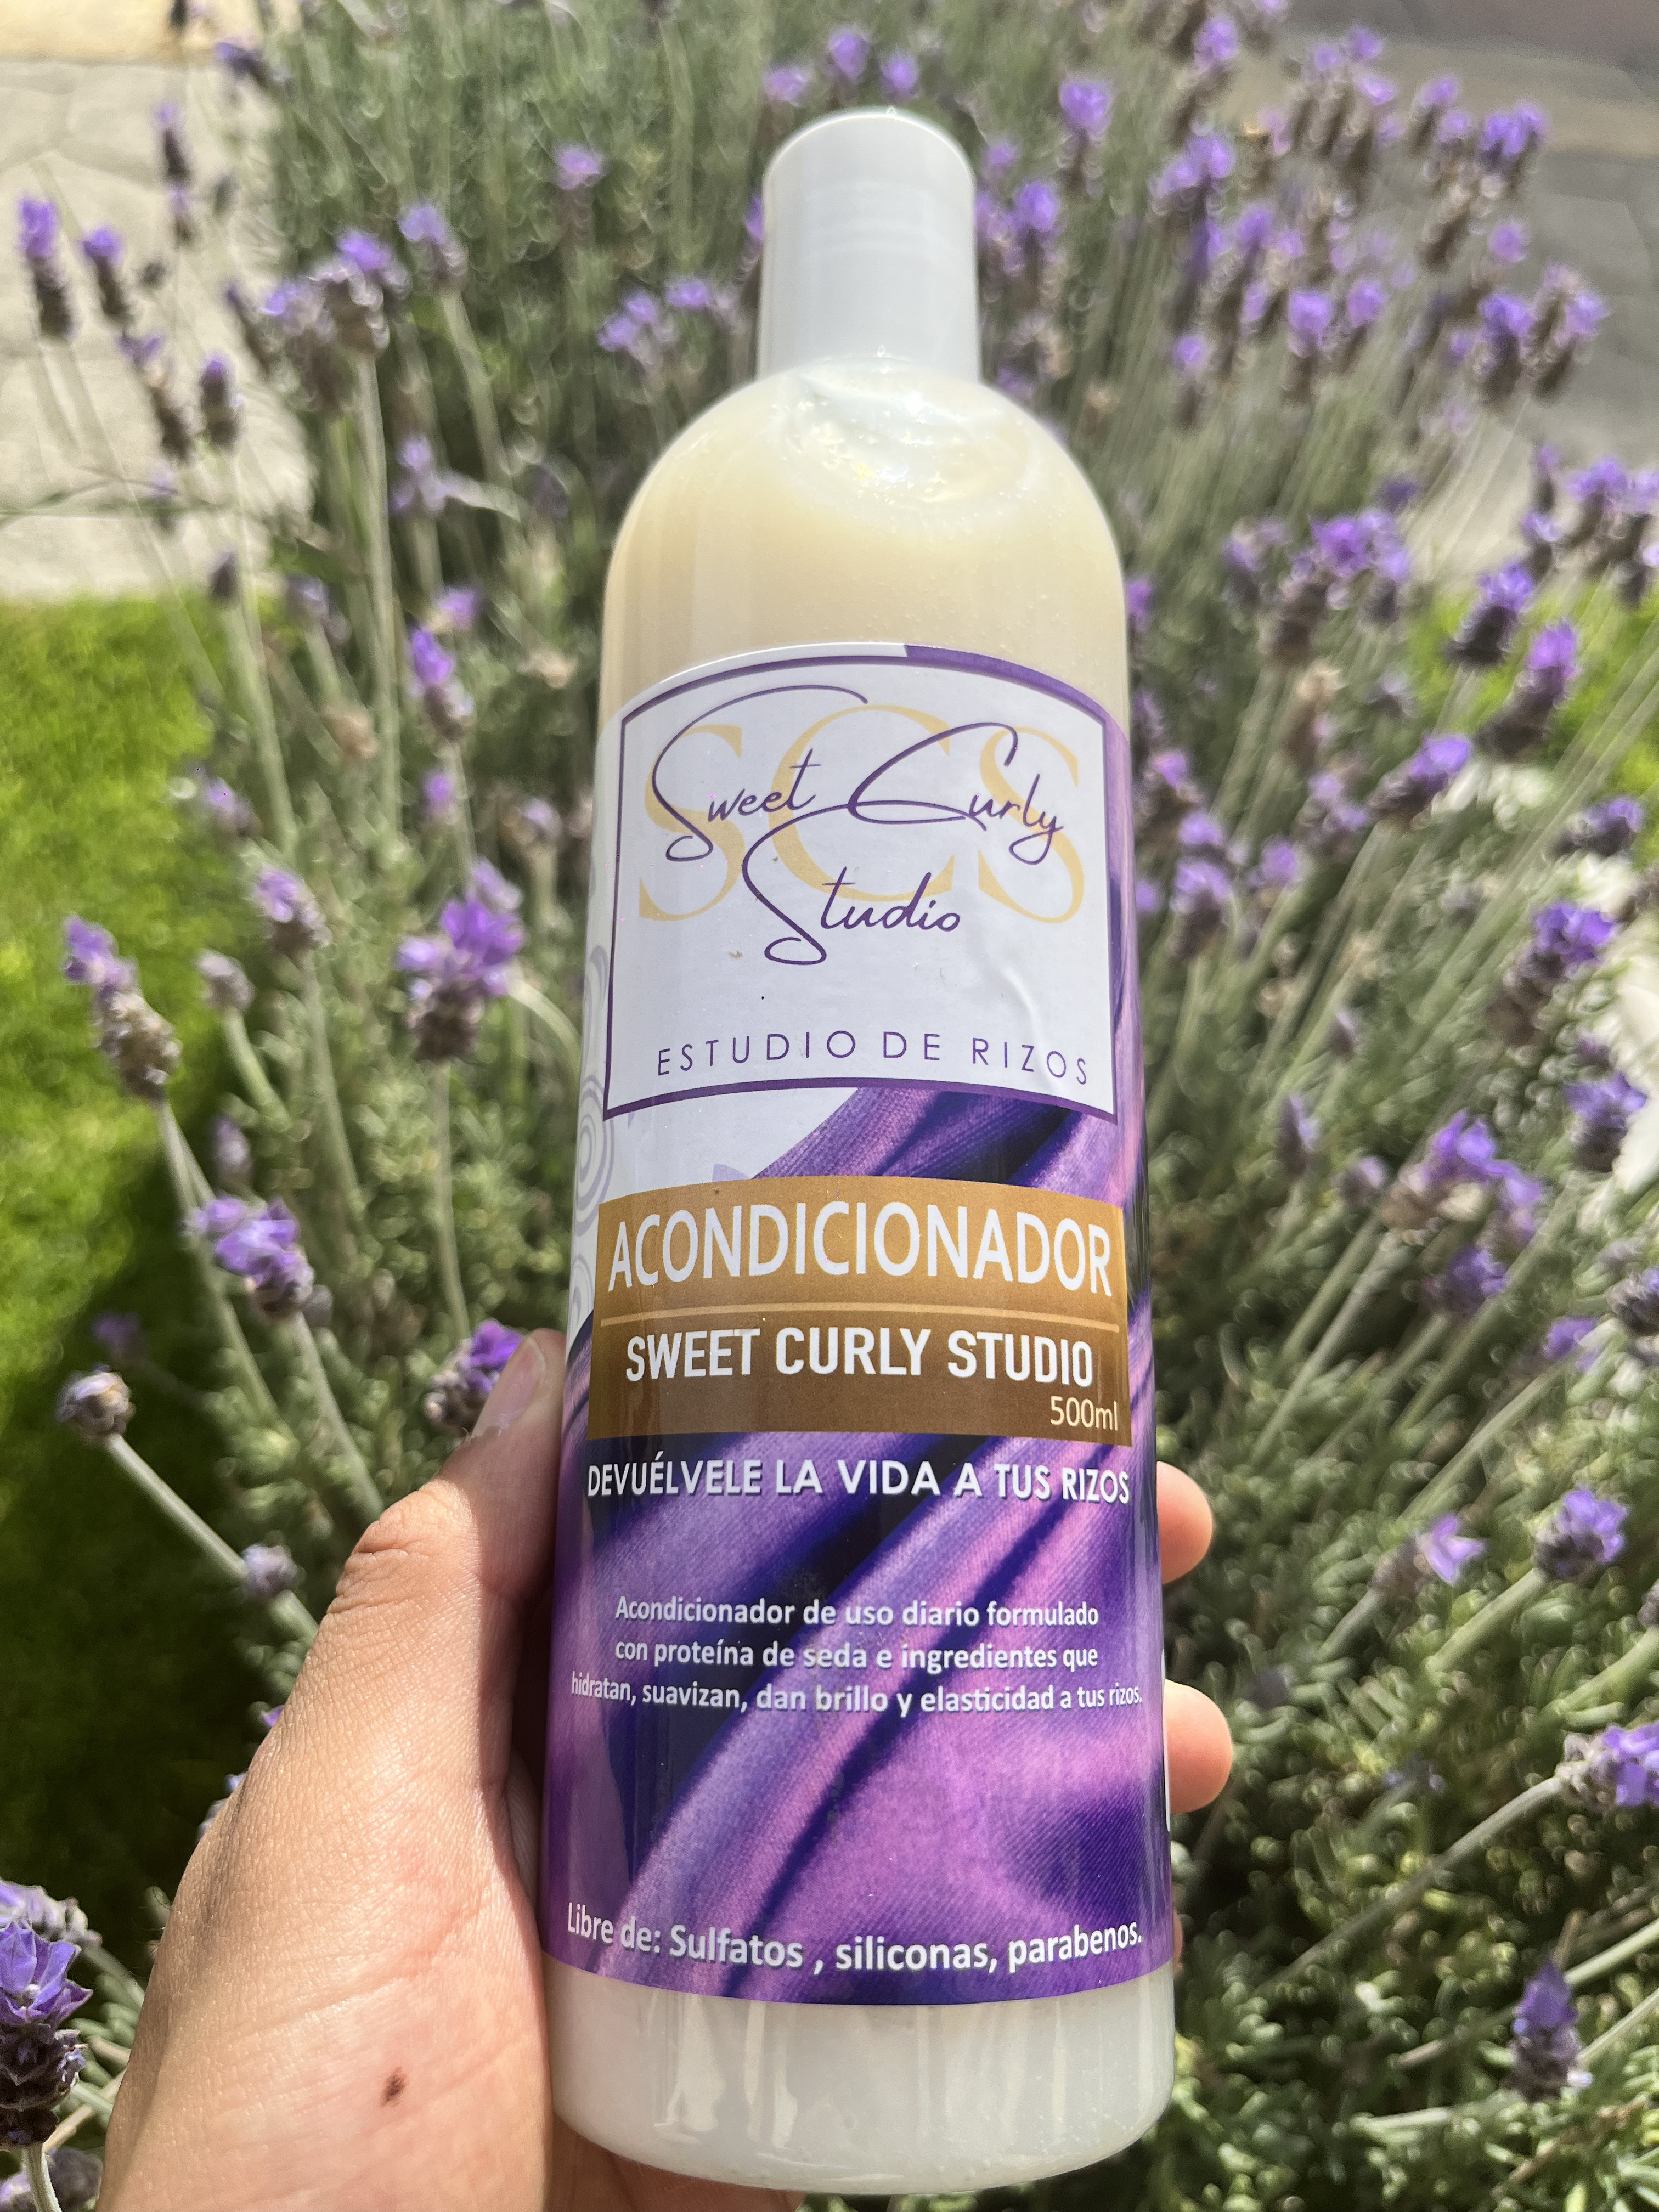 SCS
Sweet Curly
Studio
ESTUDIO DE RIZOS
ACONDICIONADOR
SWEET CURLY STUDIO
500ml
DEVUÉLVELE LA VIDA A TUS RIZOS
Acondicionador de uso diario formulado
con proteína de seda e ingredientes que
hidratan, suavizan, dan brillo y elasticidad a tus rizos.
Libre de: Sulfatos , siliconas, parabenos.